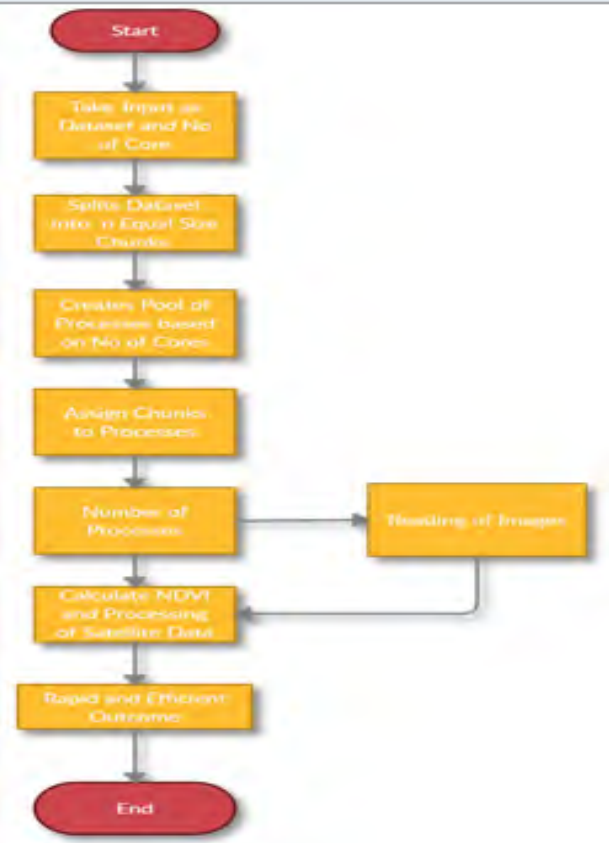 Start
Take Input as
Dataset and No
of Core
Splits Dataset
into n Equal Size
Chunks
Creates Pool of
Processes based
on No of Cores
Assign Chunks
to Processes
Number of
Processes
Reading of Images
Calculate NDVI
and Processing
of Satellite Data
Rapid and Efficient
Outcome
End